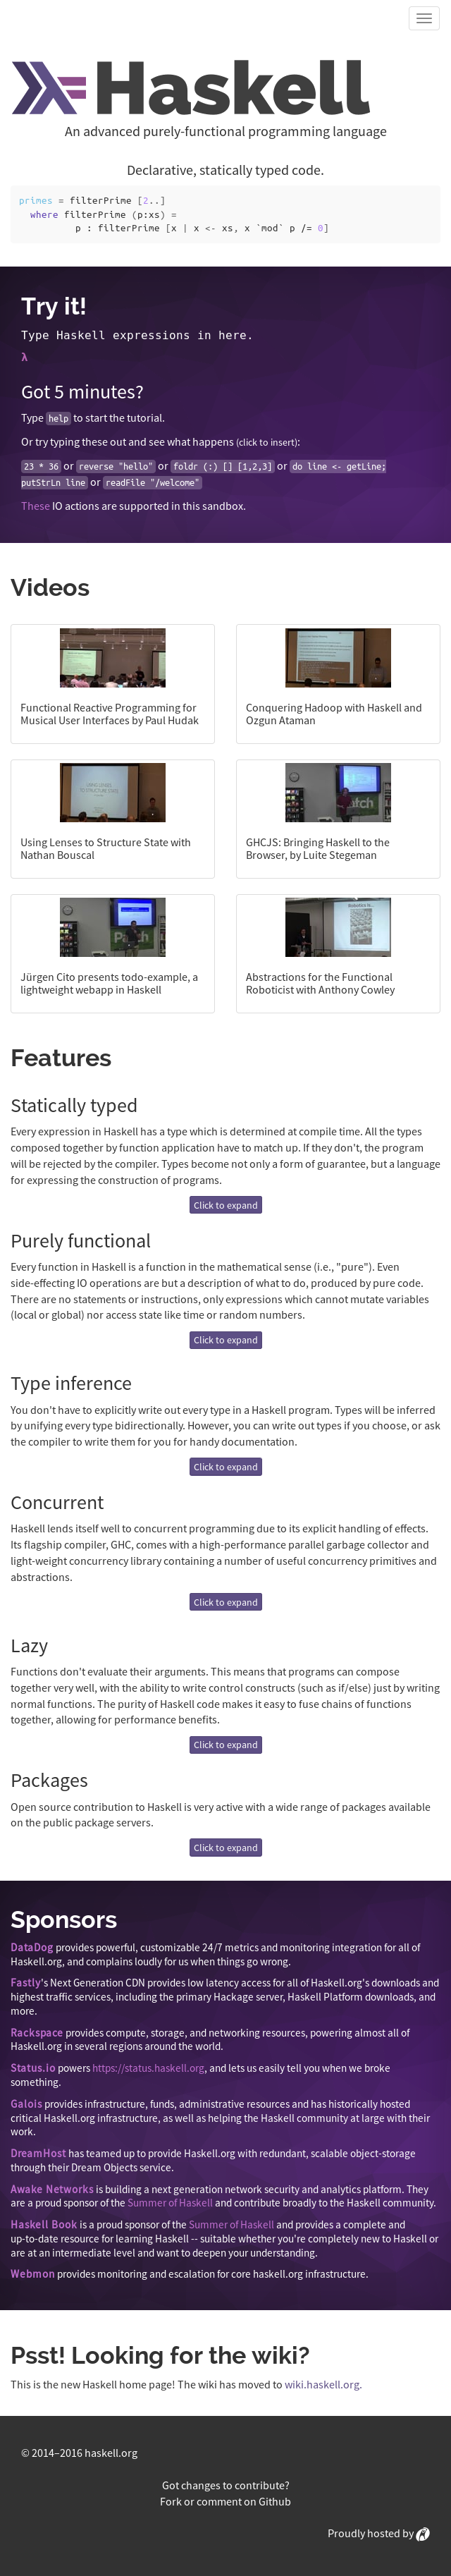 Haskell
An advanced purely-functional programming language
Declarative, statically typed code.
primes = filterPrime [2..]
where filterPrime (p:xs) =
p : filterPrime [x | x <- xs, x `mod` p /= 0]
Try it!
Type Haskell expressions in here.
λ
Got 5 minutes?
Type help to start the tutorial.
Or try typing these out and see what happens (click to insert):
23 * 36 or reverse "hello" or foldr (:) [] [1,2,3] or do line <- getLine;
putStrLn line or readFile "/welcome"
These IO actions are supported in this sandbox.
Videos
Functional Reactive Programming for
Musical User Interfaces by Paul Hudak
Conquering Hadoop with Haskell and
Ozgun Ataman
Using Lenses to Structure State with
Nathan Bouscal
GHCJS: Bringing Haskell to the
Browser, by Luite Stegeman
Jürgen Cito presents todo-example, a
lightweight webapp in Haskell
Abstractions for the Functional
Roboticist with Anthony Cowley
Features
Statically typed
Every expression in Haskell has a type which is determined at compile time. All the types
composed together by function application have to match up. If they don't, the program
will be rejected by the compiler. Types become not only a form of guarantee, but a language
for expressing the construction of programs.
Click to expand
Purely functional
Every function in Haskell is a function in the mathematical sense (i.e., "pure"). Even
side-effecting IO operations are but a description of what to do, produced by pure code.
There are no statements or instructions, only expressions which cannot mutate variables
(local or global) nor access state like time or random numbers.
Click to expand
Type inference
You don't have to explicitly write out every type in a Haskell program. Types will be inferred
by unifying every type bidirectionally. However, you can write out types if you choose, or ask
the compiler to write them for you for handy documentation.
Click to expand
Concurrent
Haskell lends itself well to concurrent programming due to its explicit handling of effects.
Its flagship compiler, GHC, comes with a high-performance parallel garbage collector and
light-weight concurrency library containing a number of useful concurrency primitives and
abstractions.
Click to expand
Lazy
Functions don't evaluate their arguments. This means that programs can compose
together very well, with the ability to write control constructs (such as if/else) just by writing
normal functions. The purity of Haskell code makes it easy to fuse chains of functions
together, allowing for performance benefits.
Click to expand
Packages
Open source contribution to Haskell is very active with a wide range of packages available
on the public package servers.
Click to expand
Sponsors
DataDog provides powerful, customizable 24/7 metrics and monitoring integration for all of
Haskell.org, and complains loudly for us when things go wrong.
Fastly's Next Generation CDN provides low latency access for all of Haskell.org's downloads and
highest traffic services, including the primary Hackage server, Haskell Platform downloads, and
more.
Rackspace provides compute, storage, and networking resources, powering almost all of
Haskell.org in several regions around the world.
Status.io powers https://status.haskell.org, and lets us easily tell you when we broke
something.
Galois provides infrastructure, funds, administrative resources and has historically hosted
critical Haskell.org infrastructure, as well as helping the Haskell community at large with their
work.
DreamHost has teamed up to provide Haskell.org with redundant, scalable object-storage
through their Dream Objects service.
Awake Networks is building a next generation network security and analytics platform. They
are a proud sponsor of the Summer of Haskell and contribute broadly to the Haskell community.
Haskell Book is a proud sponsor of the Summer of Haskell and provides a complete and
up-to-date resource for learning Haskell -- suitable whether you're completely new to Haskell or
are at an intermediate level and want to deepen your understanding.
Webmon provides monitoring and escalation for core haskell.org infrastructure.
Psst! Looking for the wiki?
This is the new Haskell home page! The wiki has moved to wiki.haskell.org.
© 2014–2016 haskell.org
Got changes to contribute?
Fork or comment on Github
Proudly hosted by